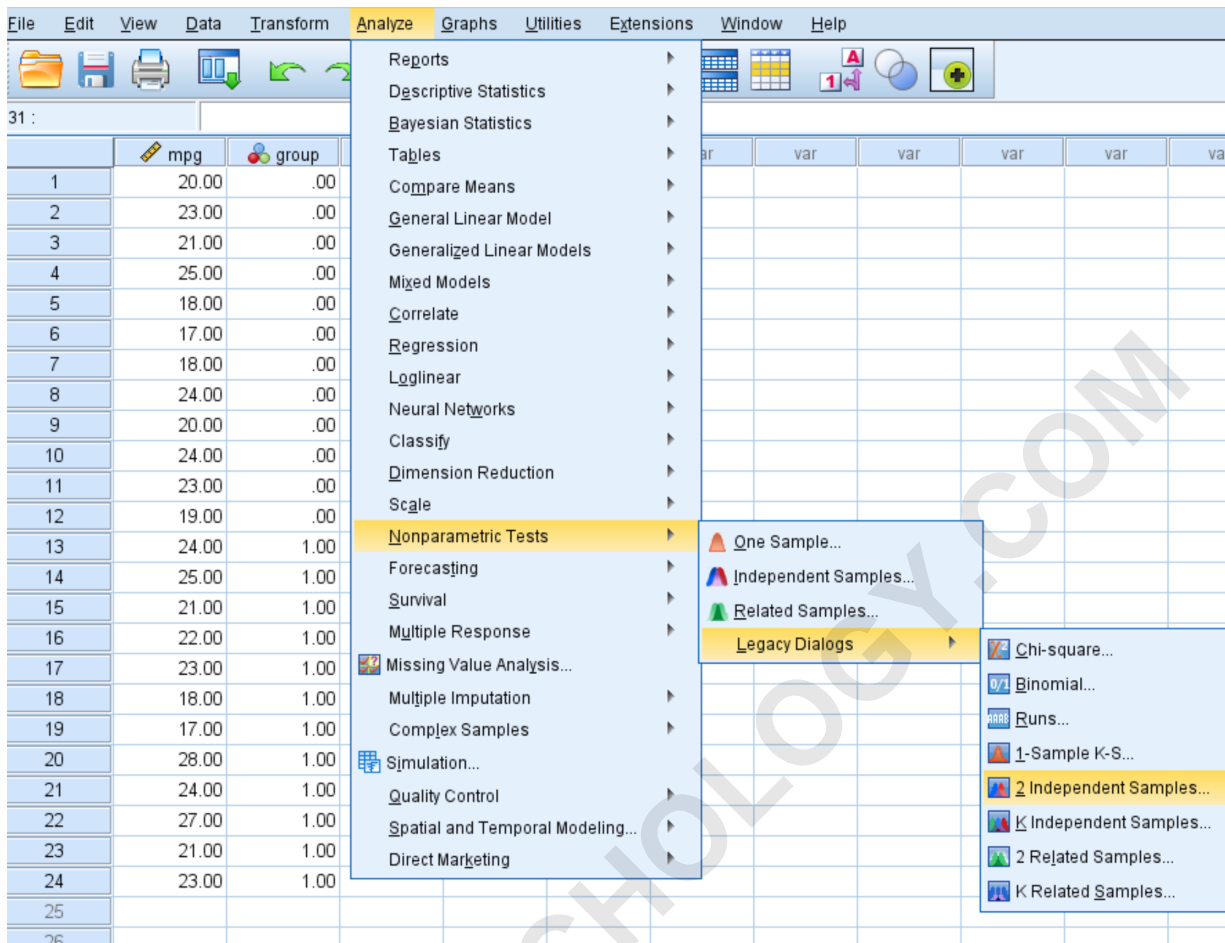 File Edit View Data Transform Analyze Graphs Utilities Extensions Window Help
A
1
31 :
mpg group var var var var
1 20.00 .00
2 23.00 .00
3 21.00 .00
4 25.00 .00
5 18.00 .00
6 17.00 .00
7 18.00 .00
8 24.00 .00
9 20.00 .00
10 24.00 .00
11 23.00 .00
12 19.00 .00
13 24.00 1.00
14 25.00 1.00
15 21.00 1.00
16 22.00 1.00
17 23.00 1.00
18 18.00 1.00
19 17.00 1.00
20 28.00 1.00
21 24.00 1.00
22 27.00 1.00
23 21.00 1.00
24 23.00 1.00
25
26
Reports
Descriptive Statistics
Bayesian Statistics
Tables
Compare Means
General Linear Model
Generalized Linear Models
Mixed Models
Correlate
Regression
Loglinear
Neural Networks
Classify
Dimension Reduction
Scale
Nonparametric Tests
Forecasting
Survival
Multiple Response
Missing Value Analysis...
Multiple Imputation
Complex Samples
Simulation...
Quality Control
Spatial and Temporal Modeling...
Direct Marketing
One Sample...
Independent Samples...
Related Samples...
Legacy Dialogs
Chi-square...
0/1 Binomial...
Runs...
1-Sample K-S...
2 Independent Samples...
K Independent Samples...
2 Related Samples...
K Related Samples...
CHOLOGY.COM